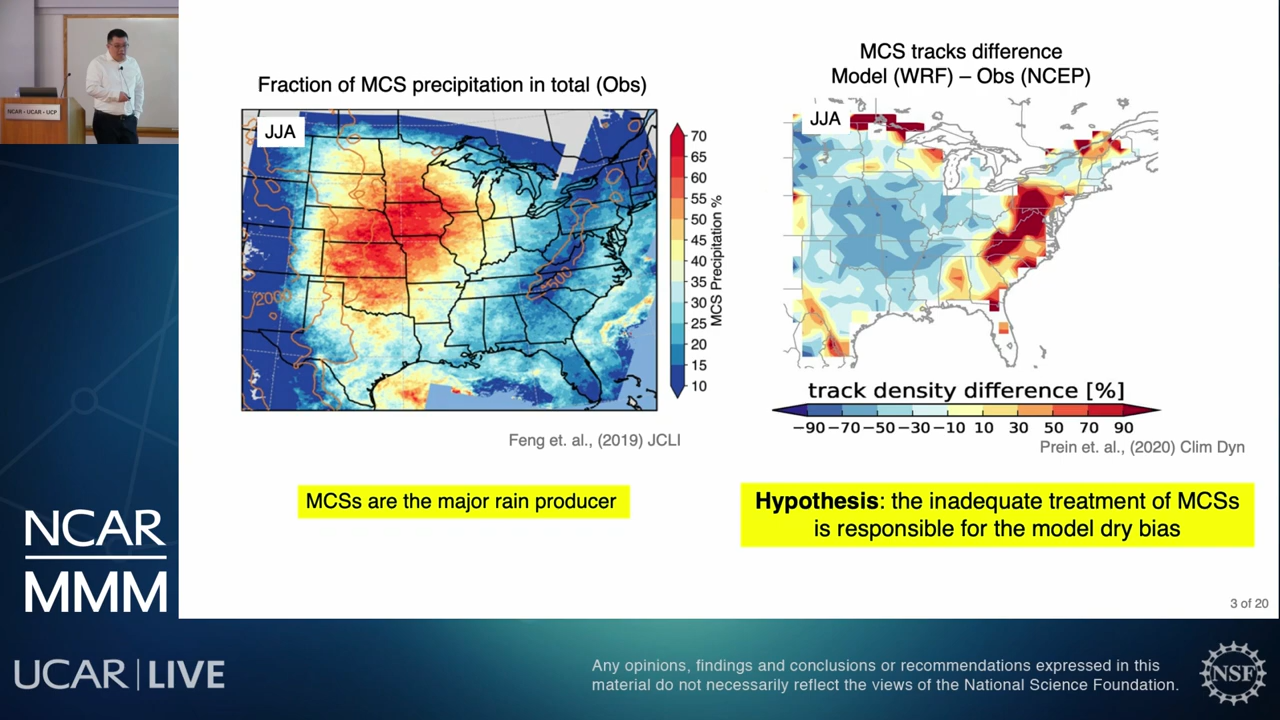 NCAR - UCAR - UCP
Fraction of MCS precipitation in total (Obs)
JJA
2000
500
70
65
60
55
50
45
40
35
30
25
20
15
10
MCS Precipitation %
Feng et. al., (2019) JCLI
MCSs are the major rain producer
MCS tracks difference
Model (WRF) – Obs (NCEP)
JJA
track density difference [%]
−90 −70 −50 −30 −10 10 30 50 70 90
Prein et. al., (2020) Clim Dyn
Hypothesis: the inadequate treatment of MCSs
is responsible for the model dry bias
3 of 20
NCAR
MMM
UCAR | LIVE
Any opinions, findings and conclusions or recommendations expressed in this
material do not necessarily reflect the views of the National Science Foundation.
NSF